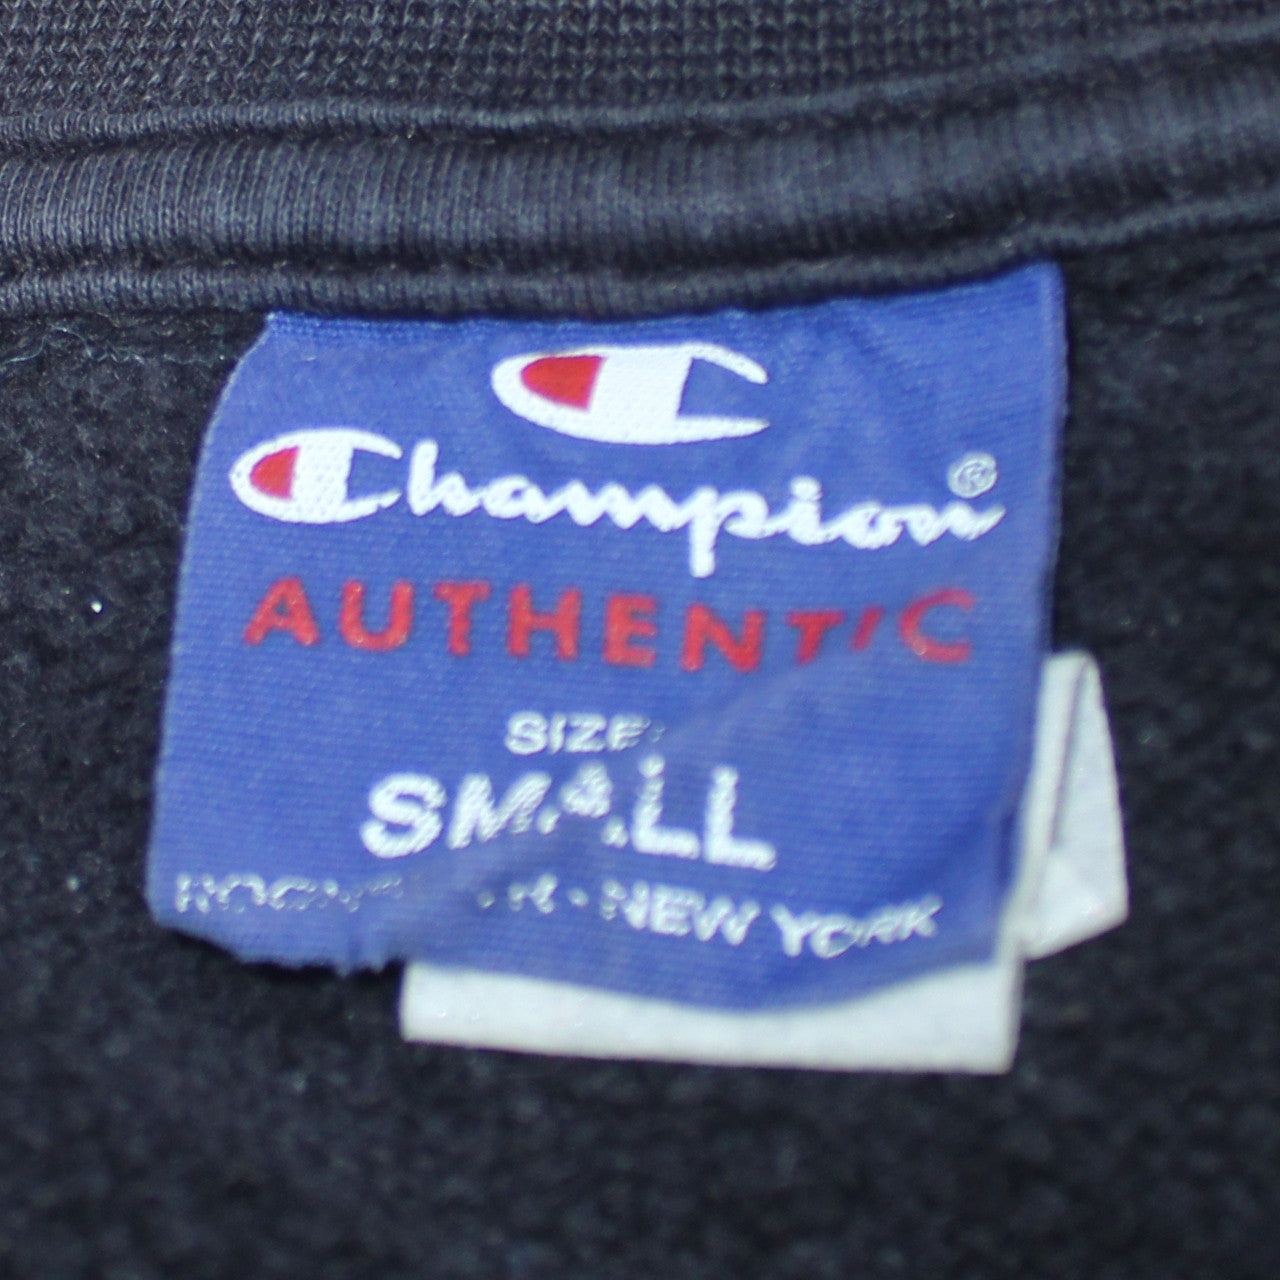 Champion®
AUTHENTIC
SIZE:
SMALL
NEW YORK